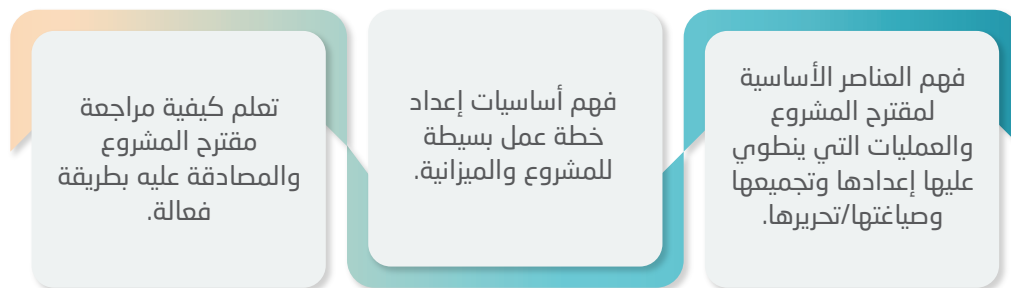 فهم العناصر الأساسية
لمقترح المشروع
والعمليات التي ينطوي
عليها إعدادها وتجميعها
وصياغتها/تحريرها.
فهم أساسيات إعداد
خطة عمل بسيطة
للمشروع والميزانية.
تعلم كيفية مراجعة
مقترح المشروع
والمصادقة عليه بطريقة
فعالة.